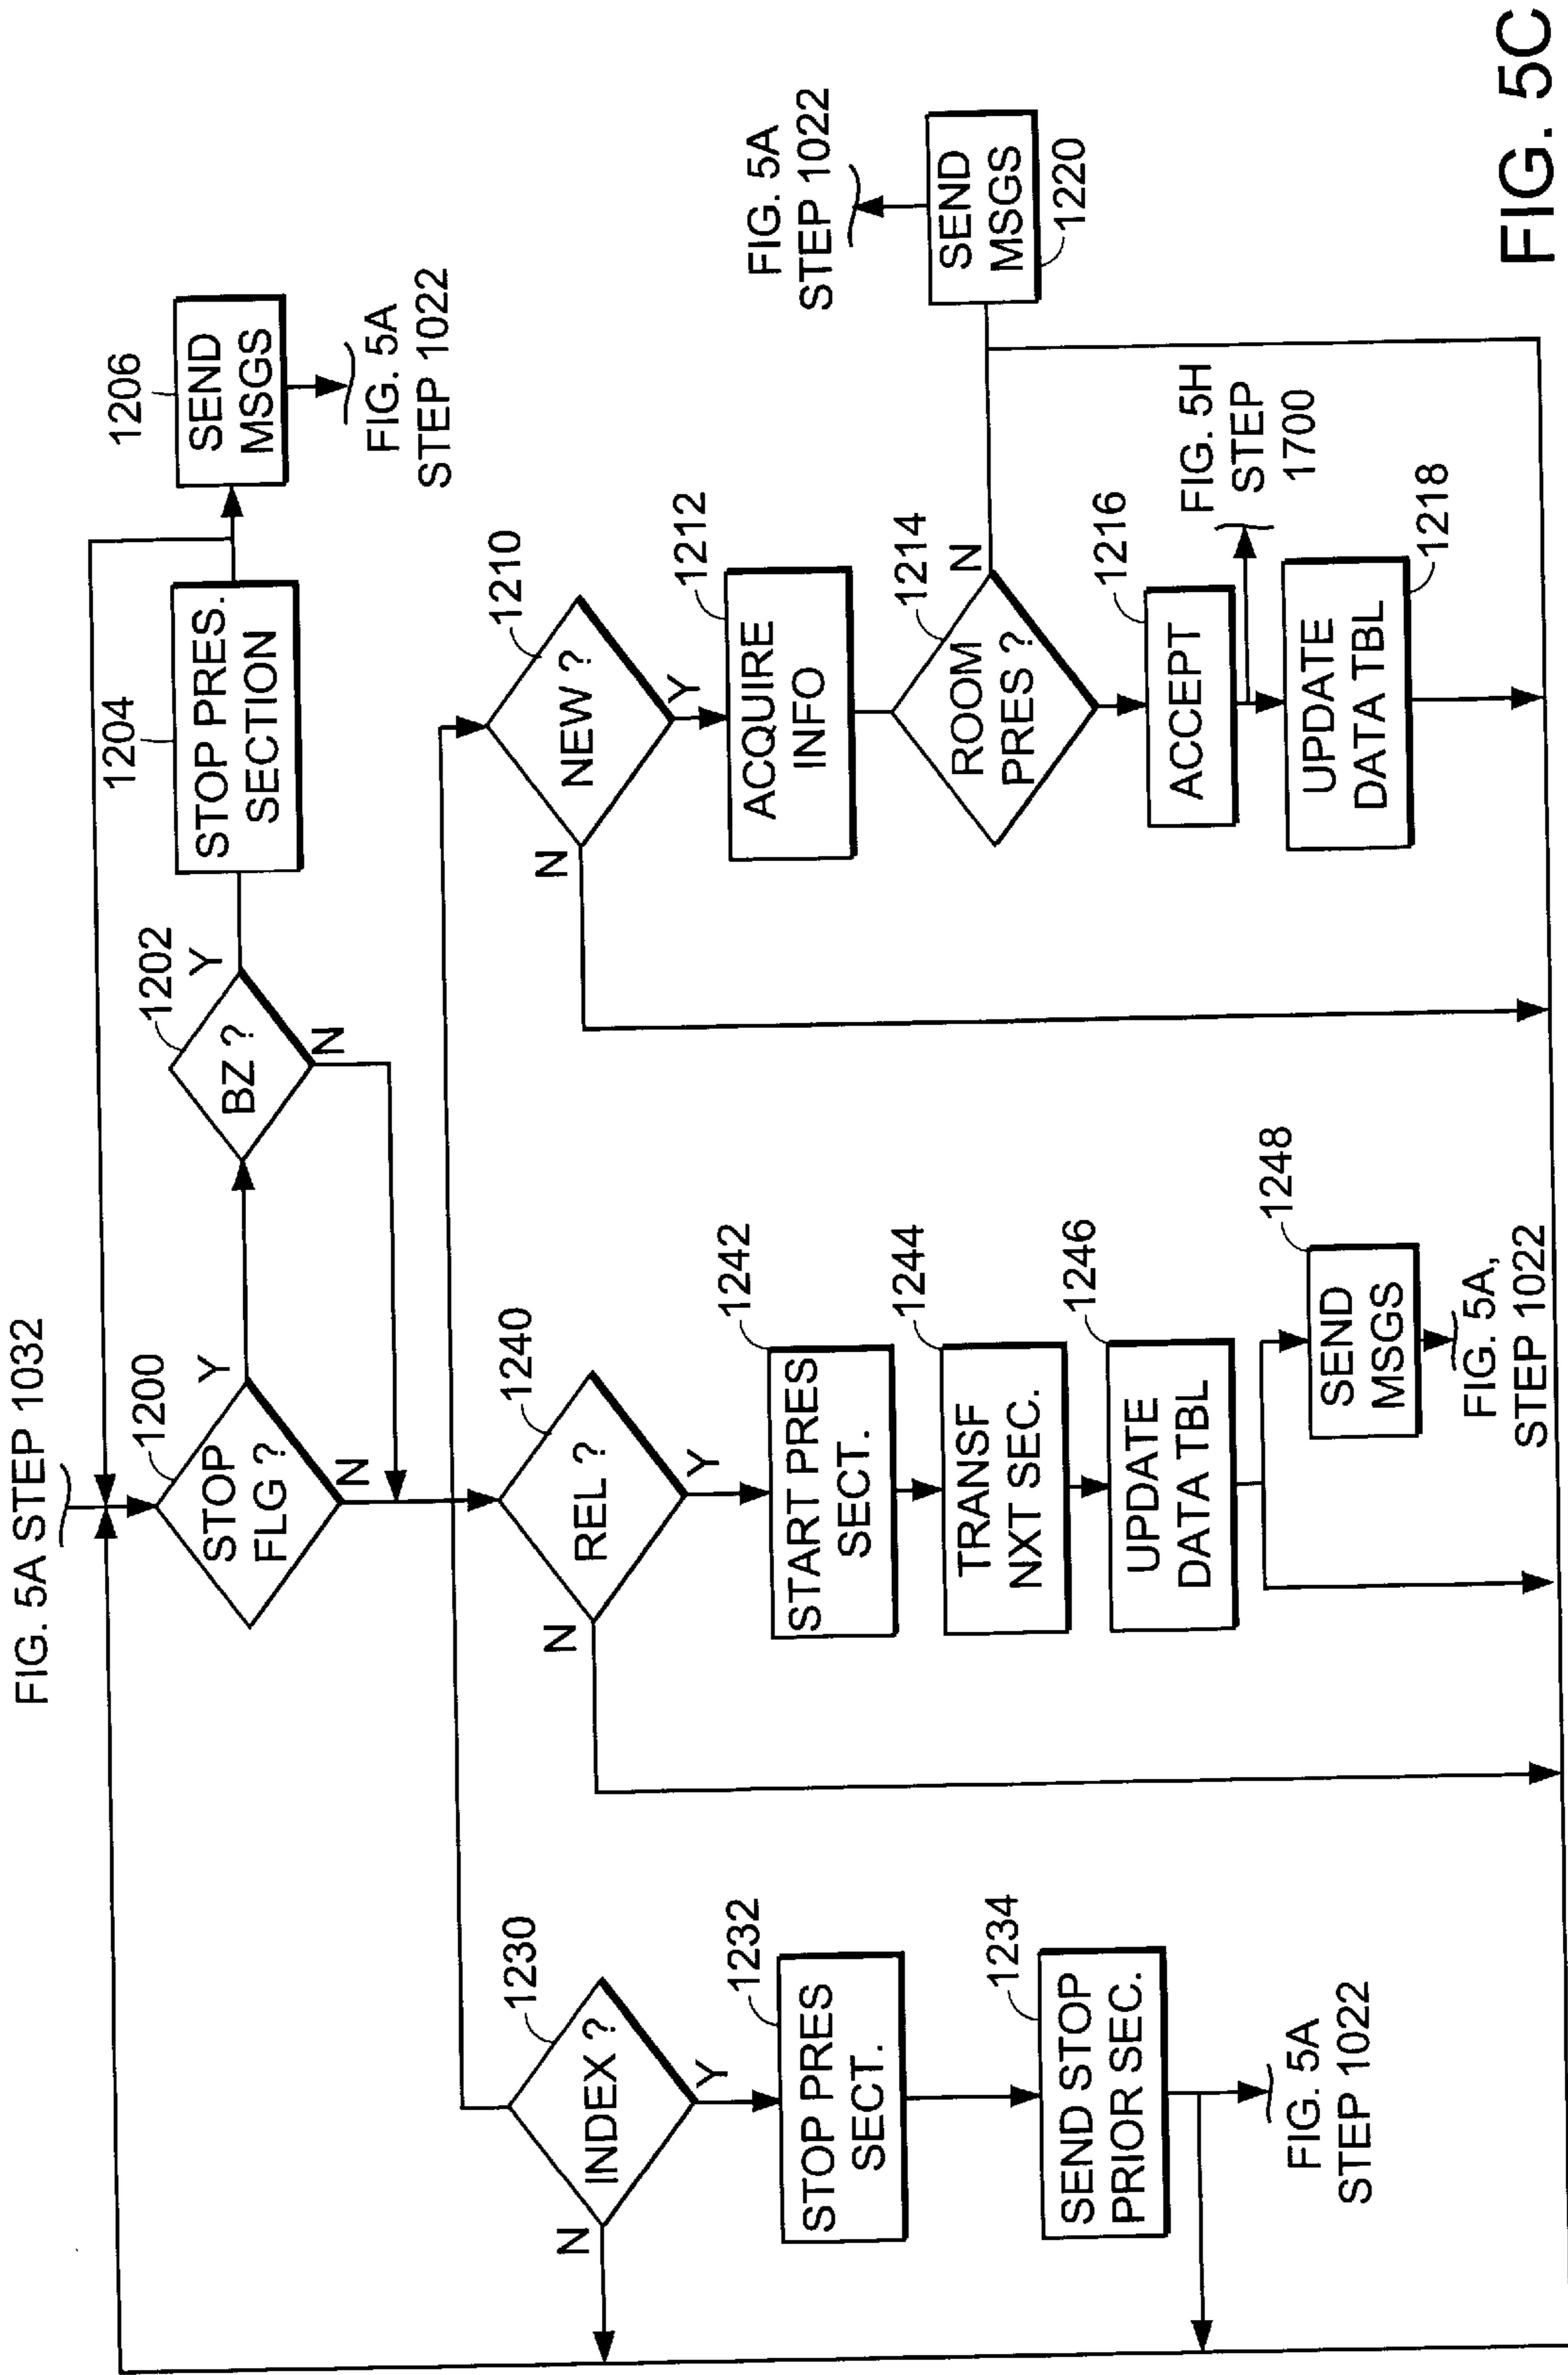 FIG. 5A STEP 1032
1200
STOP
FLG ?
Y
N
1202
BZ ?
Y
N
1204
STOP PRES.
SECTION
1206
SEND
MSGS
FIG. 5A
STEP 1022
1230
INDEX ?
N
Y
1232
STOP PRES
SECT.
1234
SEND STOP
PRIOR SEC.
FIG. 5A
STEP 1022
1240
REL ?
N
Y
1242
START PRES
SECT.
1244
TRANSF
NXT SEC.
1246
UPDATE
DATA TBL
1248
SEND
MSGS
FIG. 5A,
STEP 1022
1210
NEW ?
N
Y
1212
ACQUIRE
INFO
1214
ROOM
PRES ?
N
1216
ACCEPT
FIG. 5H
STEP
1700
1218
UPDATE
DATA TBL
FIG. 5A
STEP 1022
SEND
MSGS
1220
FIG. 5C